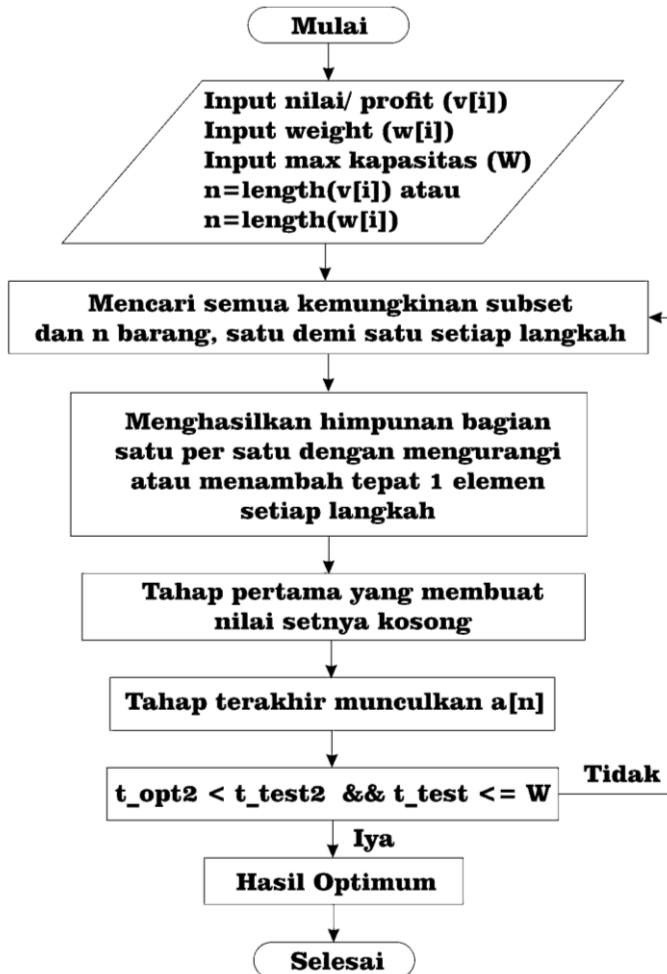 Mulai
Input nilai/ profit (v[i])
Input weight (w[i])
Input max kapasitas (W)
n=length(v[i]) atau
n=length(w[i])
Mencari semua kemungkinan subset
dan n barang, satu demi satu setiap langkah
Menghasilkan himpunan bagian
satu per satu dengan mengurangi
atau menambah tepat 1 elemen
setiap langkah
Tahap pertama yang membuat
nilai setnya kosong
Tahap terakhir munculkan a[n]
t_opt2 < t_test2 && t_test <= W
Tidak
Iya
Hasil Optimum
Selesai